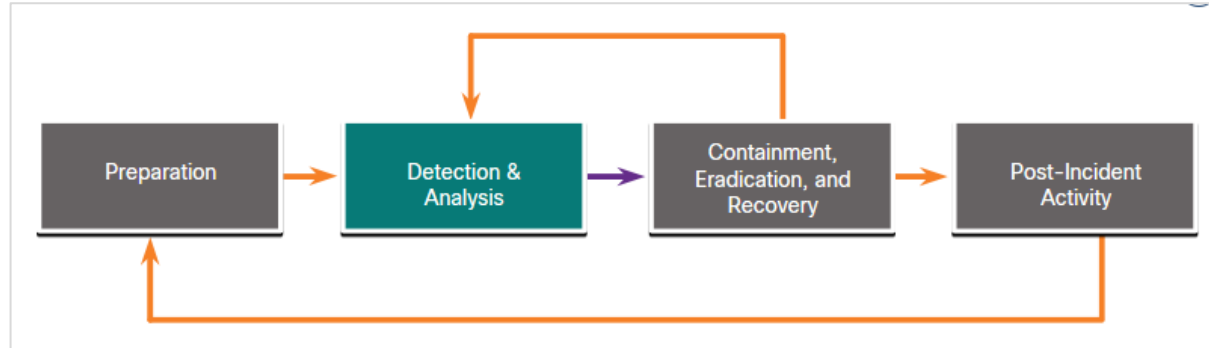 Preparation
Detection &
Analysis
Containment,
Eradication, and
Recovery
Post-Incident
Activity